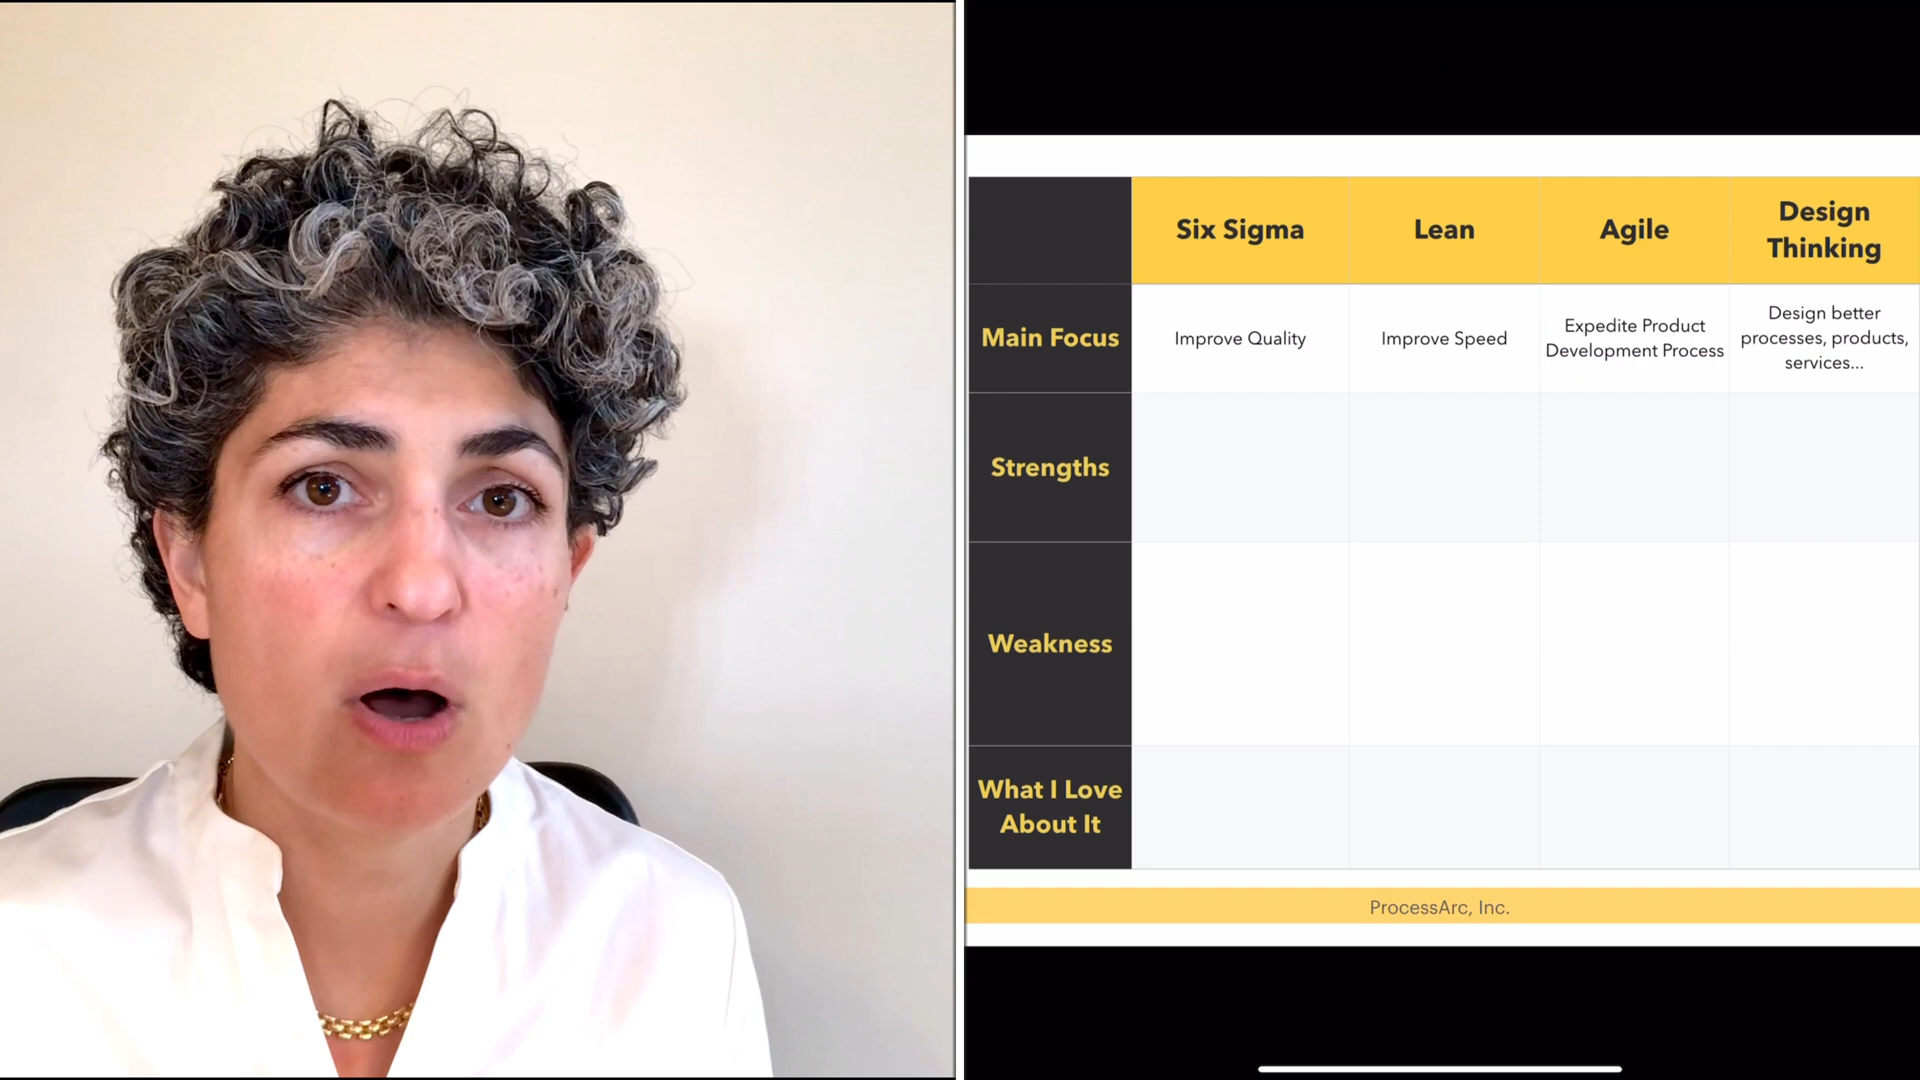 Six Sigma
Lean
Agile
Design
Thinking
Main Focus
Improve Quality
Improve Speed
Expedite Product
Development Process
Design better
processes, products,
services...
Strengths
Weakness
What I Love
About It
ProcessArc, Inc.